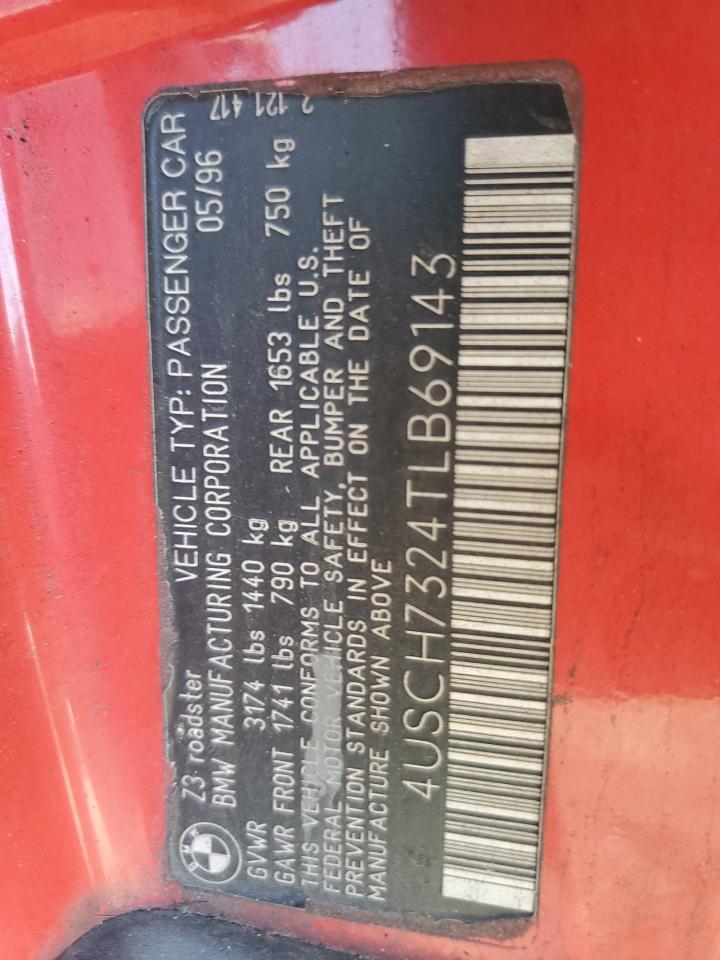 2 121 417
BMW
Z3 roadster VEHICLE TYP: PASSENGER CAR
BMW MANUFACTURING CORPORATION 05/96
GVWR 3174 lbs 1440 kg
GAWR FRONT 1741 lbs 790 kg REAR 1653 lbs 750 kg
THIS VEHICLE CONFORMS TO ALL APPLICABLE U.S.
FEDERAL MOTOR VEHICLE SAFETY, BUMPER AND THEFT
PREVENTION STANDARDS IN EFFECT ON THE DATE OF
MANUFACTURE SHOWN ABOVE
4USCH7324TLB69143